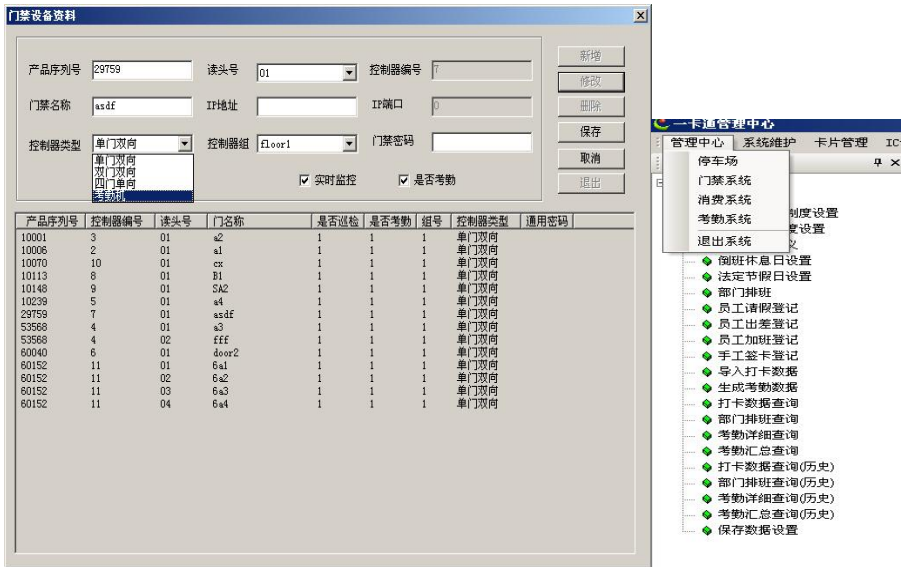 门禁设备资料
产品序列号 29759 读头号 01 控制器编号 7 新增
修改
门禁名称 asdf IP地址 IP端口 0 删除
控制器类型 单门双向 控制器组 floor1 门禁密码 保存
单门双向
双门双向
四门单向
考勤机
取消
实时监控 是否考勤 退出
产品序列号 控制器编号 读头号 门名称 是否巡检 是否考勤 组号 控制器类型 通用密码
10001 3 01 a2 1 1 1 单门双向
10006 2 01 a1 1 1 1 单门双向
10070 10 01 cx 1 1 1 单门双向
10113 8 01 B1 1 1 1 单门双向
10148 9 01 SA2 1 1 1 单门双向
10239 5 01 a4 1 1 1 单门双向
29759 7 01 asdf 1 1 1 单门双向
53568 4 01 a3 1 1 1 单门双向
53568 4 02 fff 1 1 1 单门双向
60040 6 01 door2 1 1 1 单门双向
60152 11 01 6a1 1 1 1 单门双向
60152 11 02 6a2 1 1 1 单门双向
60152 11 03 6a3 1 1 1 单门双向
60152 11 04 6a4 1 1 1 单门双向
一卡通管理中心
管理中心 系统维护 卡片管理 IC
停车场
门禁系统
消费系统
考勤系统
退出系统
制度设置
度设置
义
倒班休息日设置
法定节假日设置
部门排班
员工请假登记
员工出差登记
员工加班登记
手工签卡登记
导入打卡数据
生成考勤数据
打卡数据查询
部门排班查询
考勤详细查询
考勤汇总查询
打卡数据查询(历史)
部门排班查询(历史)
考勤详细查询(历史)
考勤汇总查询(历史)
保存数据设置